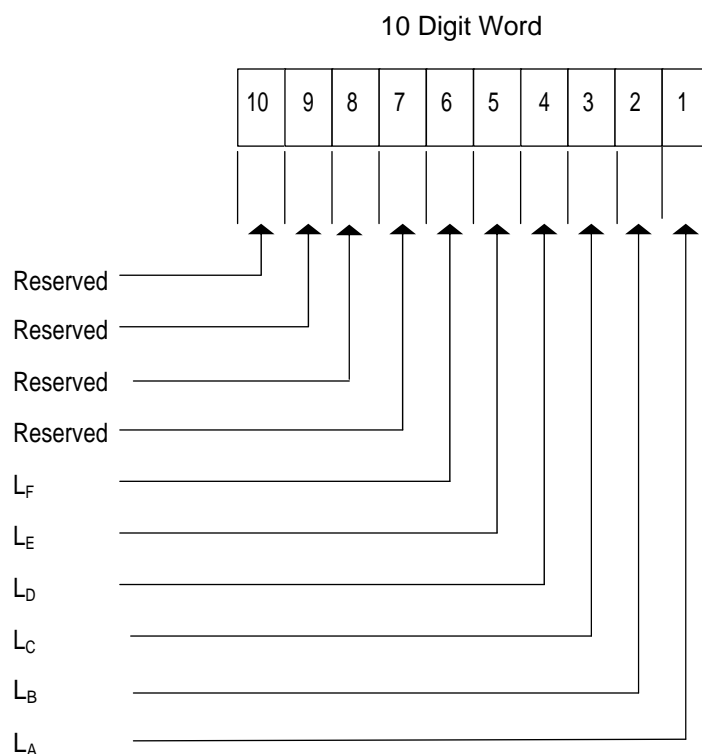 10 Digit Word
10 9 8 7 6 5 4 3 2 1
Reserved
Reserved
Reserved
Reserved
LF
LE
LD
LC
LB
LA